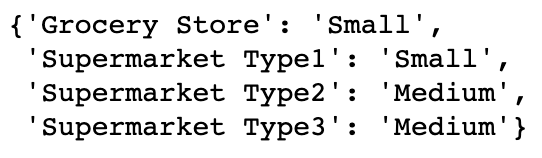 {'Grocery Store': 'Small',
 'Supermarket Type1': 'Small',
 'Supermarket Type2': 'Medium',
 'Supermarket Type3': 'Medium'}